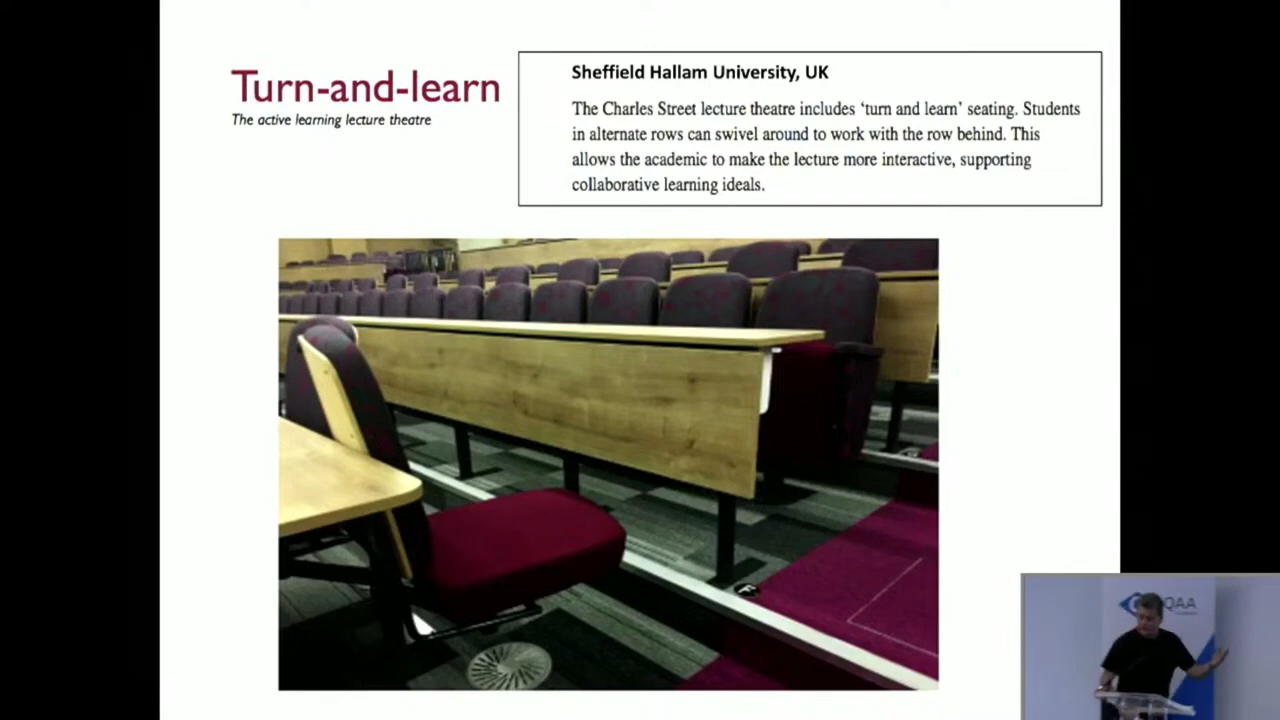 Turn-and-learn
The active learning lecture theatre
Sheffield Hallam University, UK
The Charles Street lecture theatre includes ‘turn and learn’ seating. Students
in alternate rows can swivel around to work with the row behind. This
allows the academic to make the lecture more interactive, supporting
collaborative learning ideals.
QAA